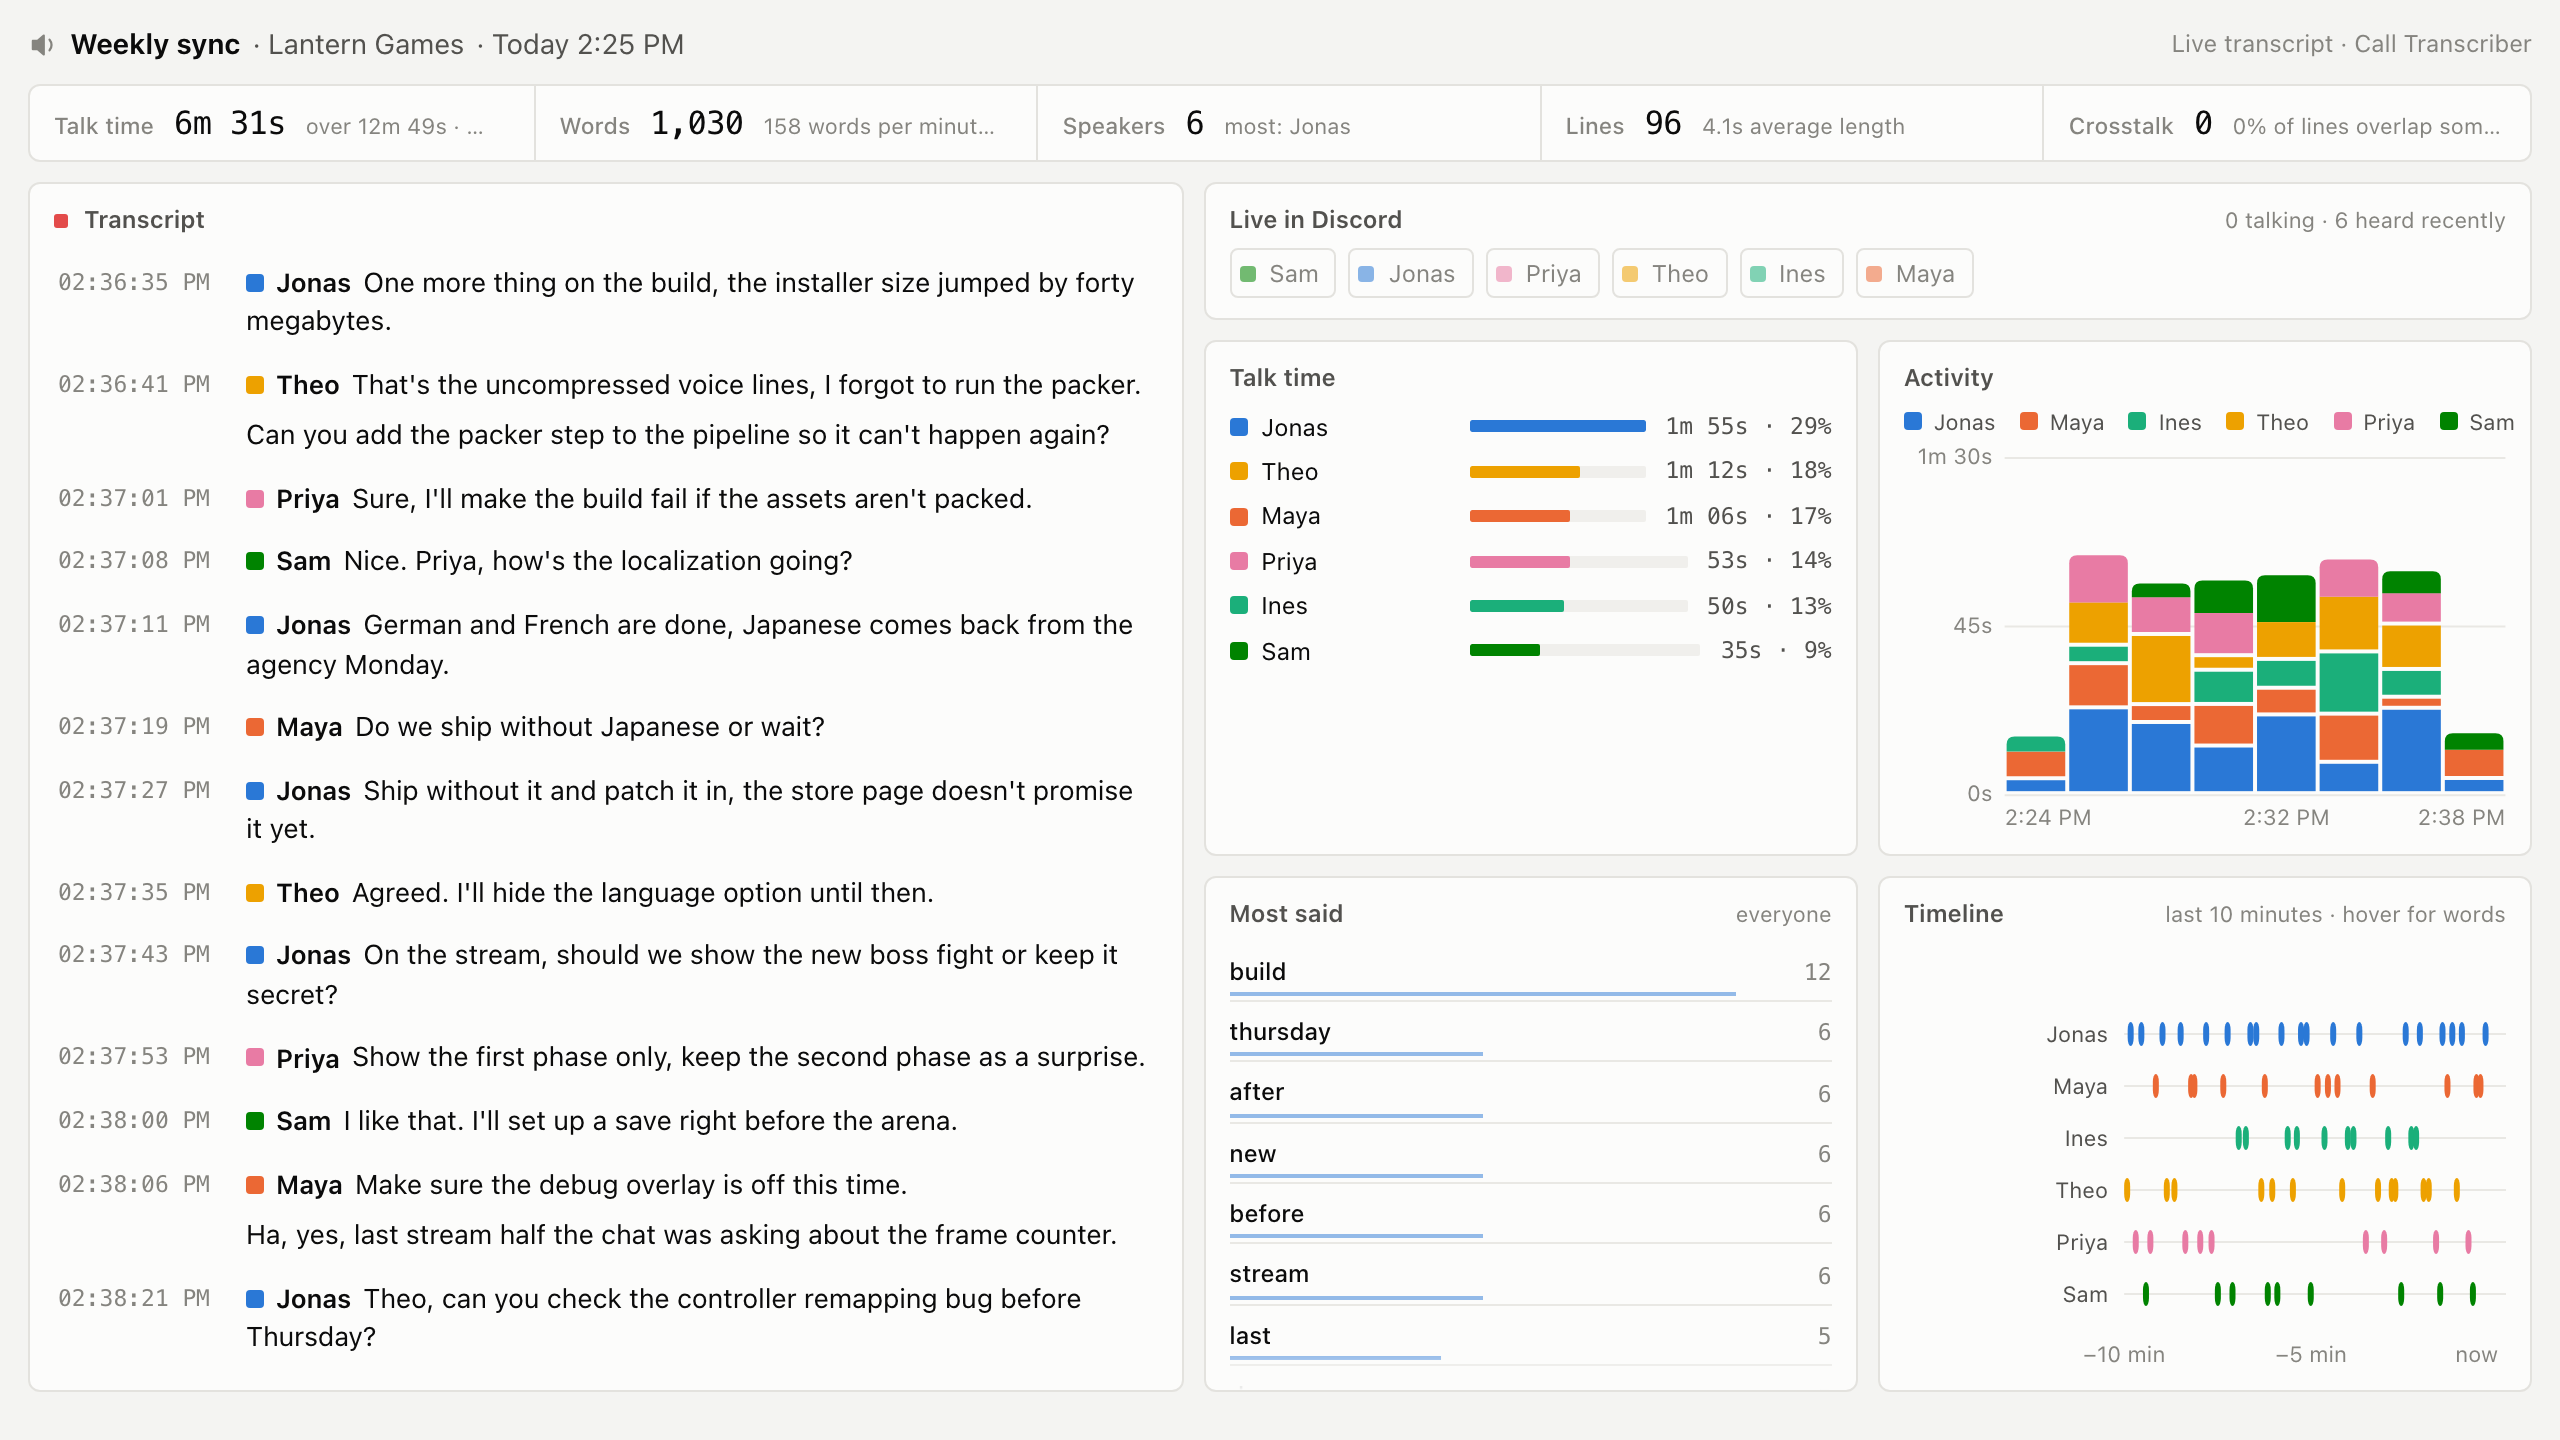 Weekly sync · Lantern Games · Today 2:25 PM
Live transcript · Call Transcriber
Talk time 6m 31s over 12m 49s · ...
Words 1,030 158 words per minut...
Speakers 6 most: Jonas
Lines 96 4.1s average length
Crosstalk 0 0% of lines overlap som...
Transcript
02:36:35 PM Jonas One more thing on the build, the installer size jumped by forty
megabytes.
02:36:41 PM Theo That's the uncompressed voice lines, I forgot to run the packer.
Can you add the packer step to the pipeline so it can't happen again?
02:37:01 PM Priya Sure, I'll make the build fail if the assets aren't packed.
02:37:08 PM Sam Nice. Priya, how's the localization going?
02:37:11 PM Jonas German and French are done, Japanese comes back from the
agency Monday.
02:37:19 PM Maya Do we ship without Japanese or wait?
02:37:27 PM Jonas Ship without it and patch it in, the store page doesn't promise
it yet.
02:37:35 PM Theo Agreed. I'll hide the language option until then.
02:37:43 PM Jonas On the stream, should we show the new boss fight or keep it
secret?
02:37:53 PM Priya Show the first phase only, keep the second phase as a surprise.
02:38:00 PM Sam I like that. I'll set up a save right before the arena.
02:38:06 PM Maya Make sure the debug overlay is off this time.
Ha, yes, last stream half the chat was asking about the frame counter.
02:38:21 PM Jonas Theo, can you check the controller remapping bug before
Thursday?
Live in Discord
0 talking · 6 heard recently
Sam Jonas Priya Theo Ines Maya
Talk time
Jonas 1m 55s · 29%
Theo 1m 12s · 18%
Maya 1m 06s · 17%
Priya 53s · 14%
Ines 50s · 13%
Sam 35s · 9%
Activity
Jonas Maya Ines Theo Priya Sam
1m 30s
45s
0s
2:24 PM 2:32 PM 2:38 PM
Most said
everyone
build 12
thursday 6
after 6
new 6
before 6
stream 6
last 5
Timeline
last 10 minutes · hover for words
Jonas
Maya
Ines
Theo
Priya
Sam
−10 min −5 min now